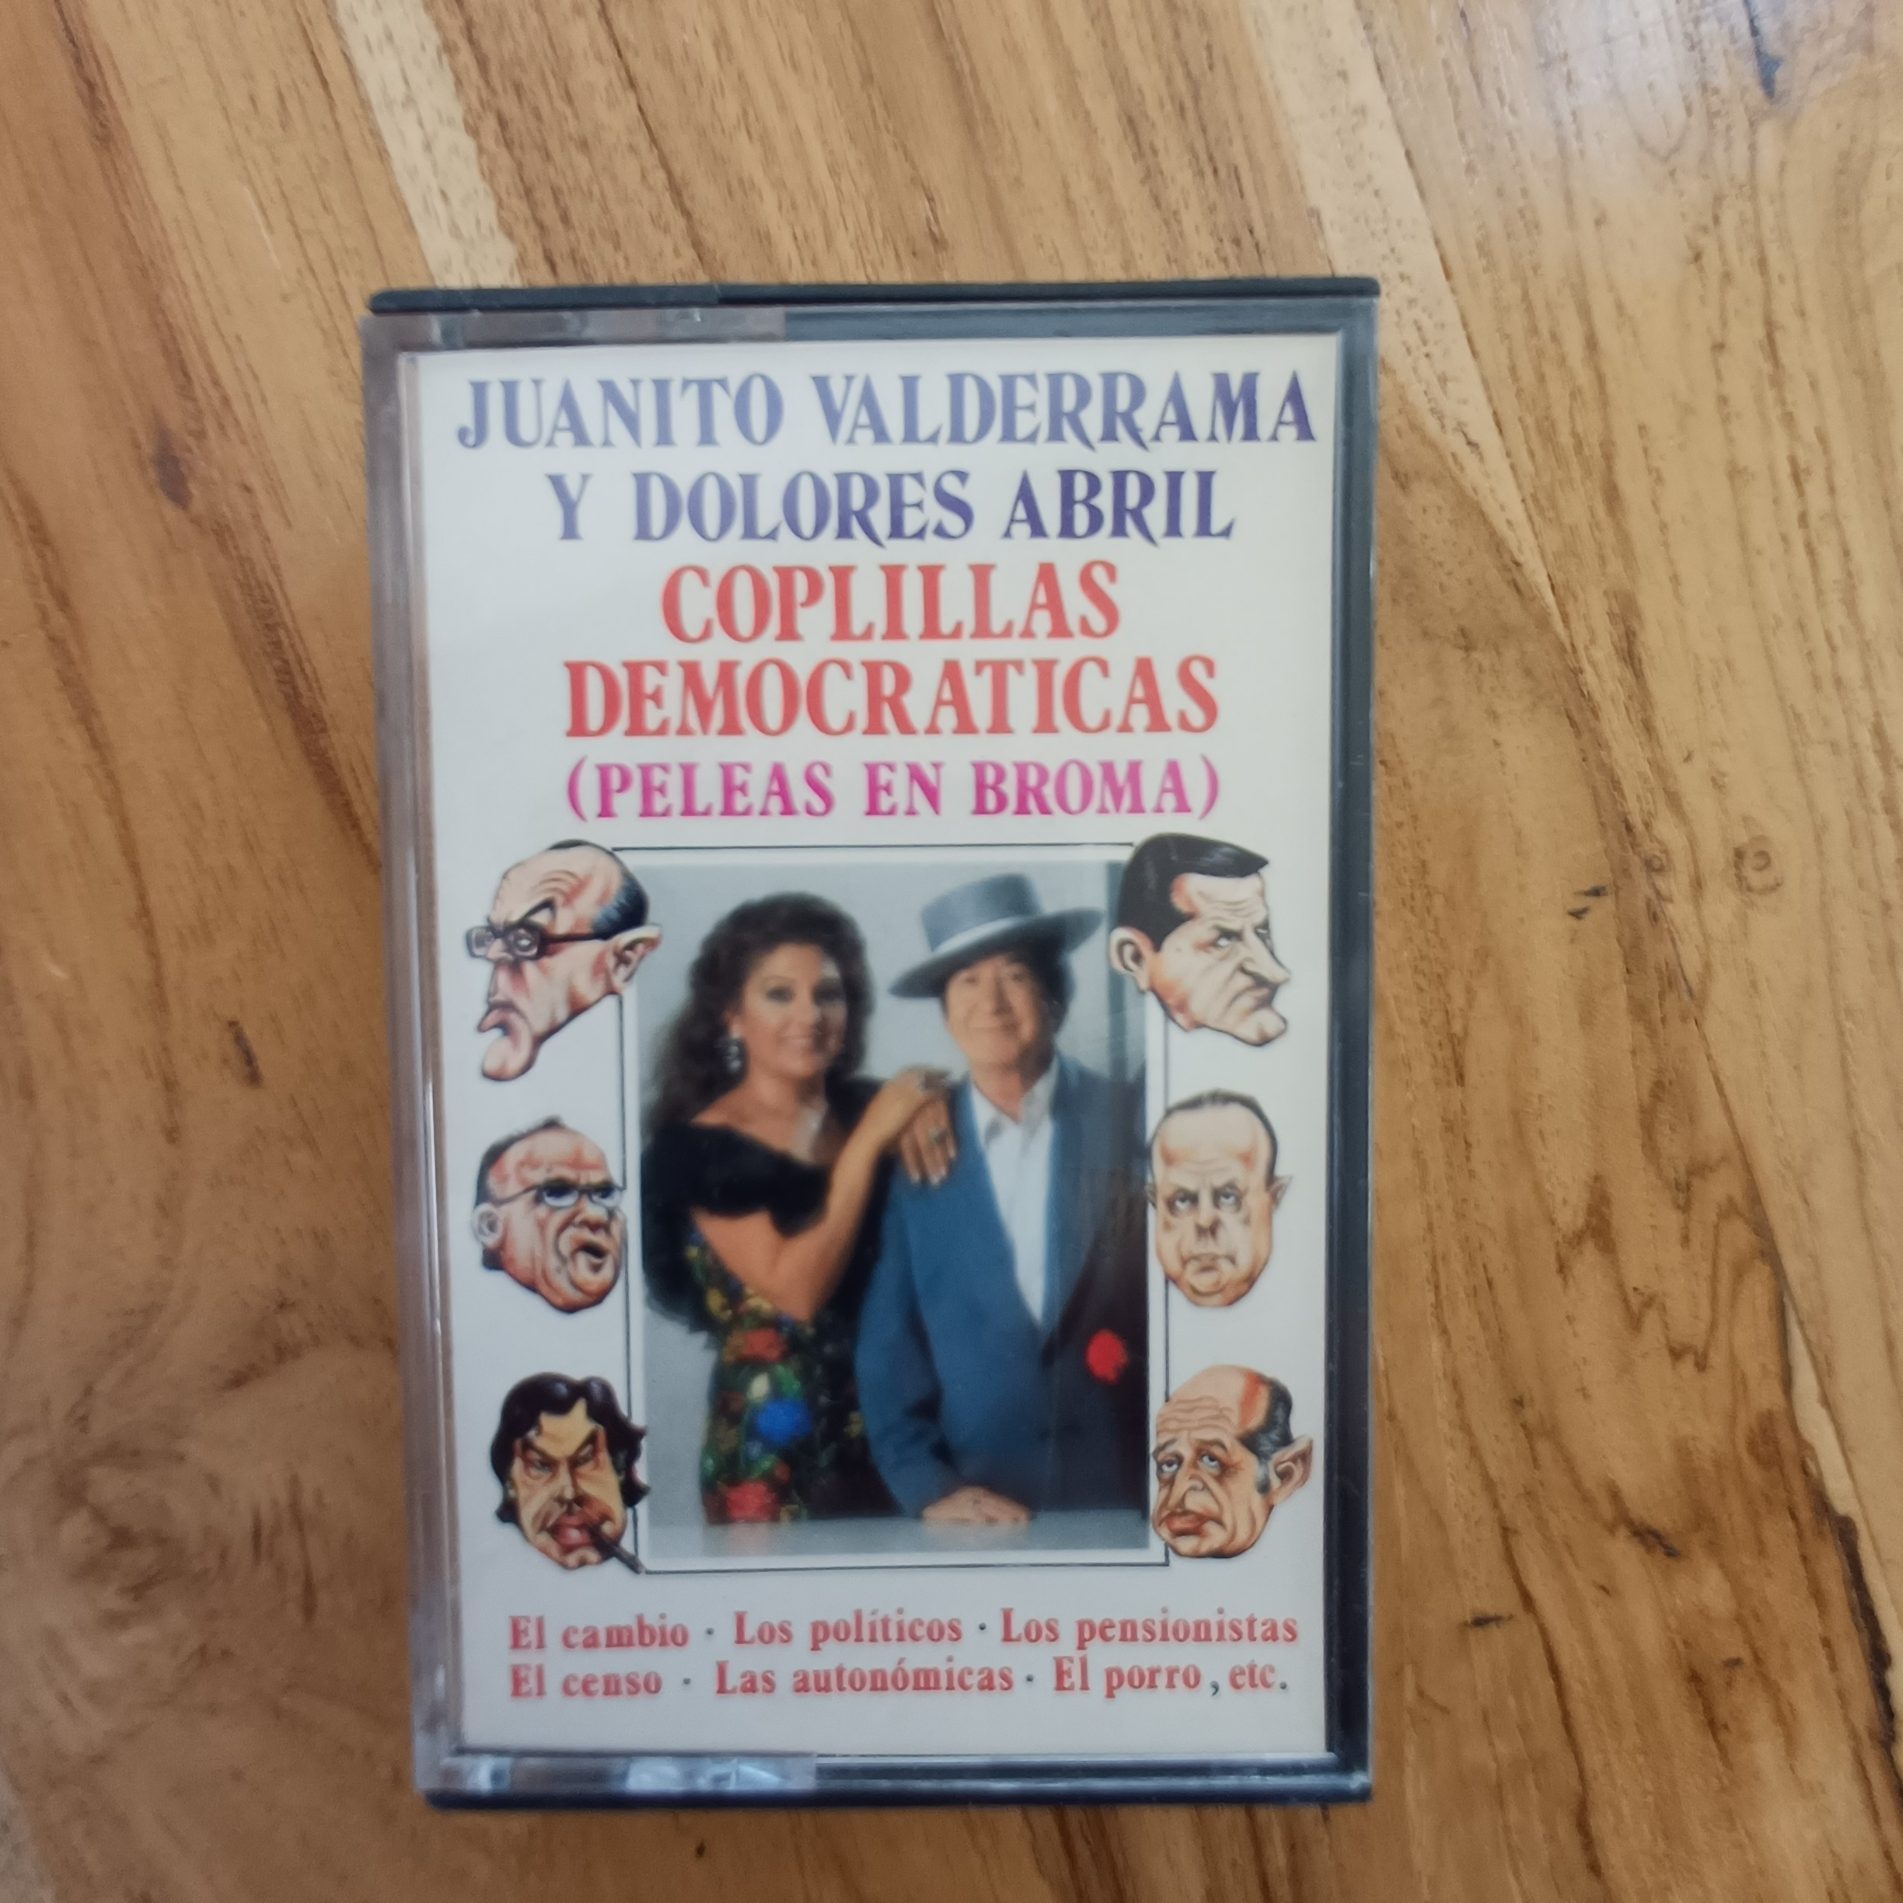 JUANITO VALDERRAMA
Y DOLORES ABRIL
COPLILLAS
DEMOCRATICAS
(PELEAS EN BROMA)
El cambio · Los políticos · Los pensionistas
El censo · Las autonómicas · El porro, etc.